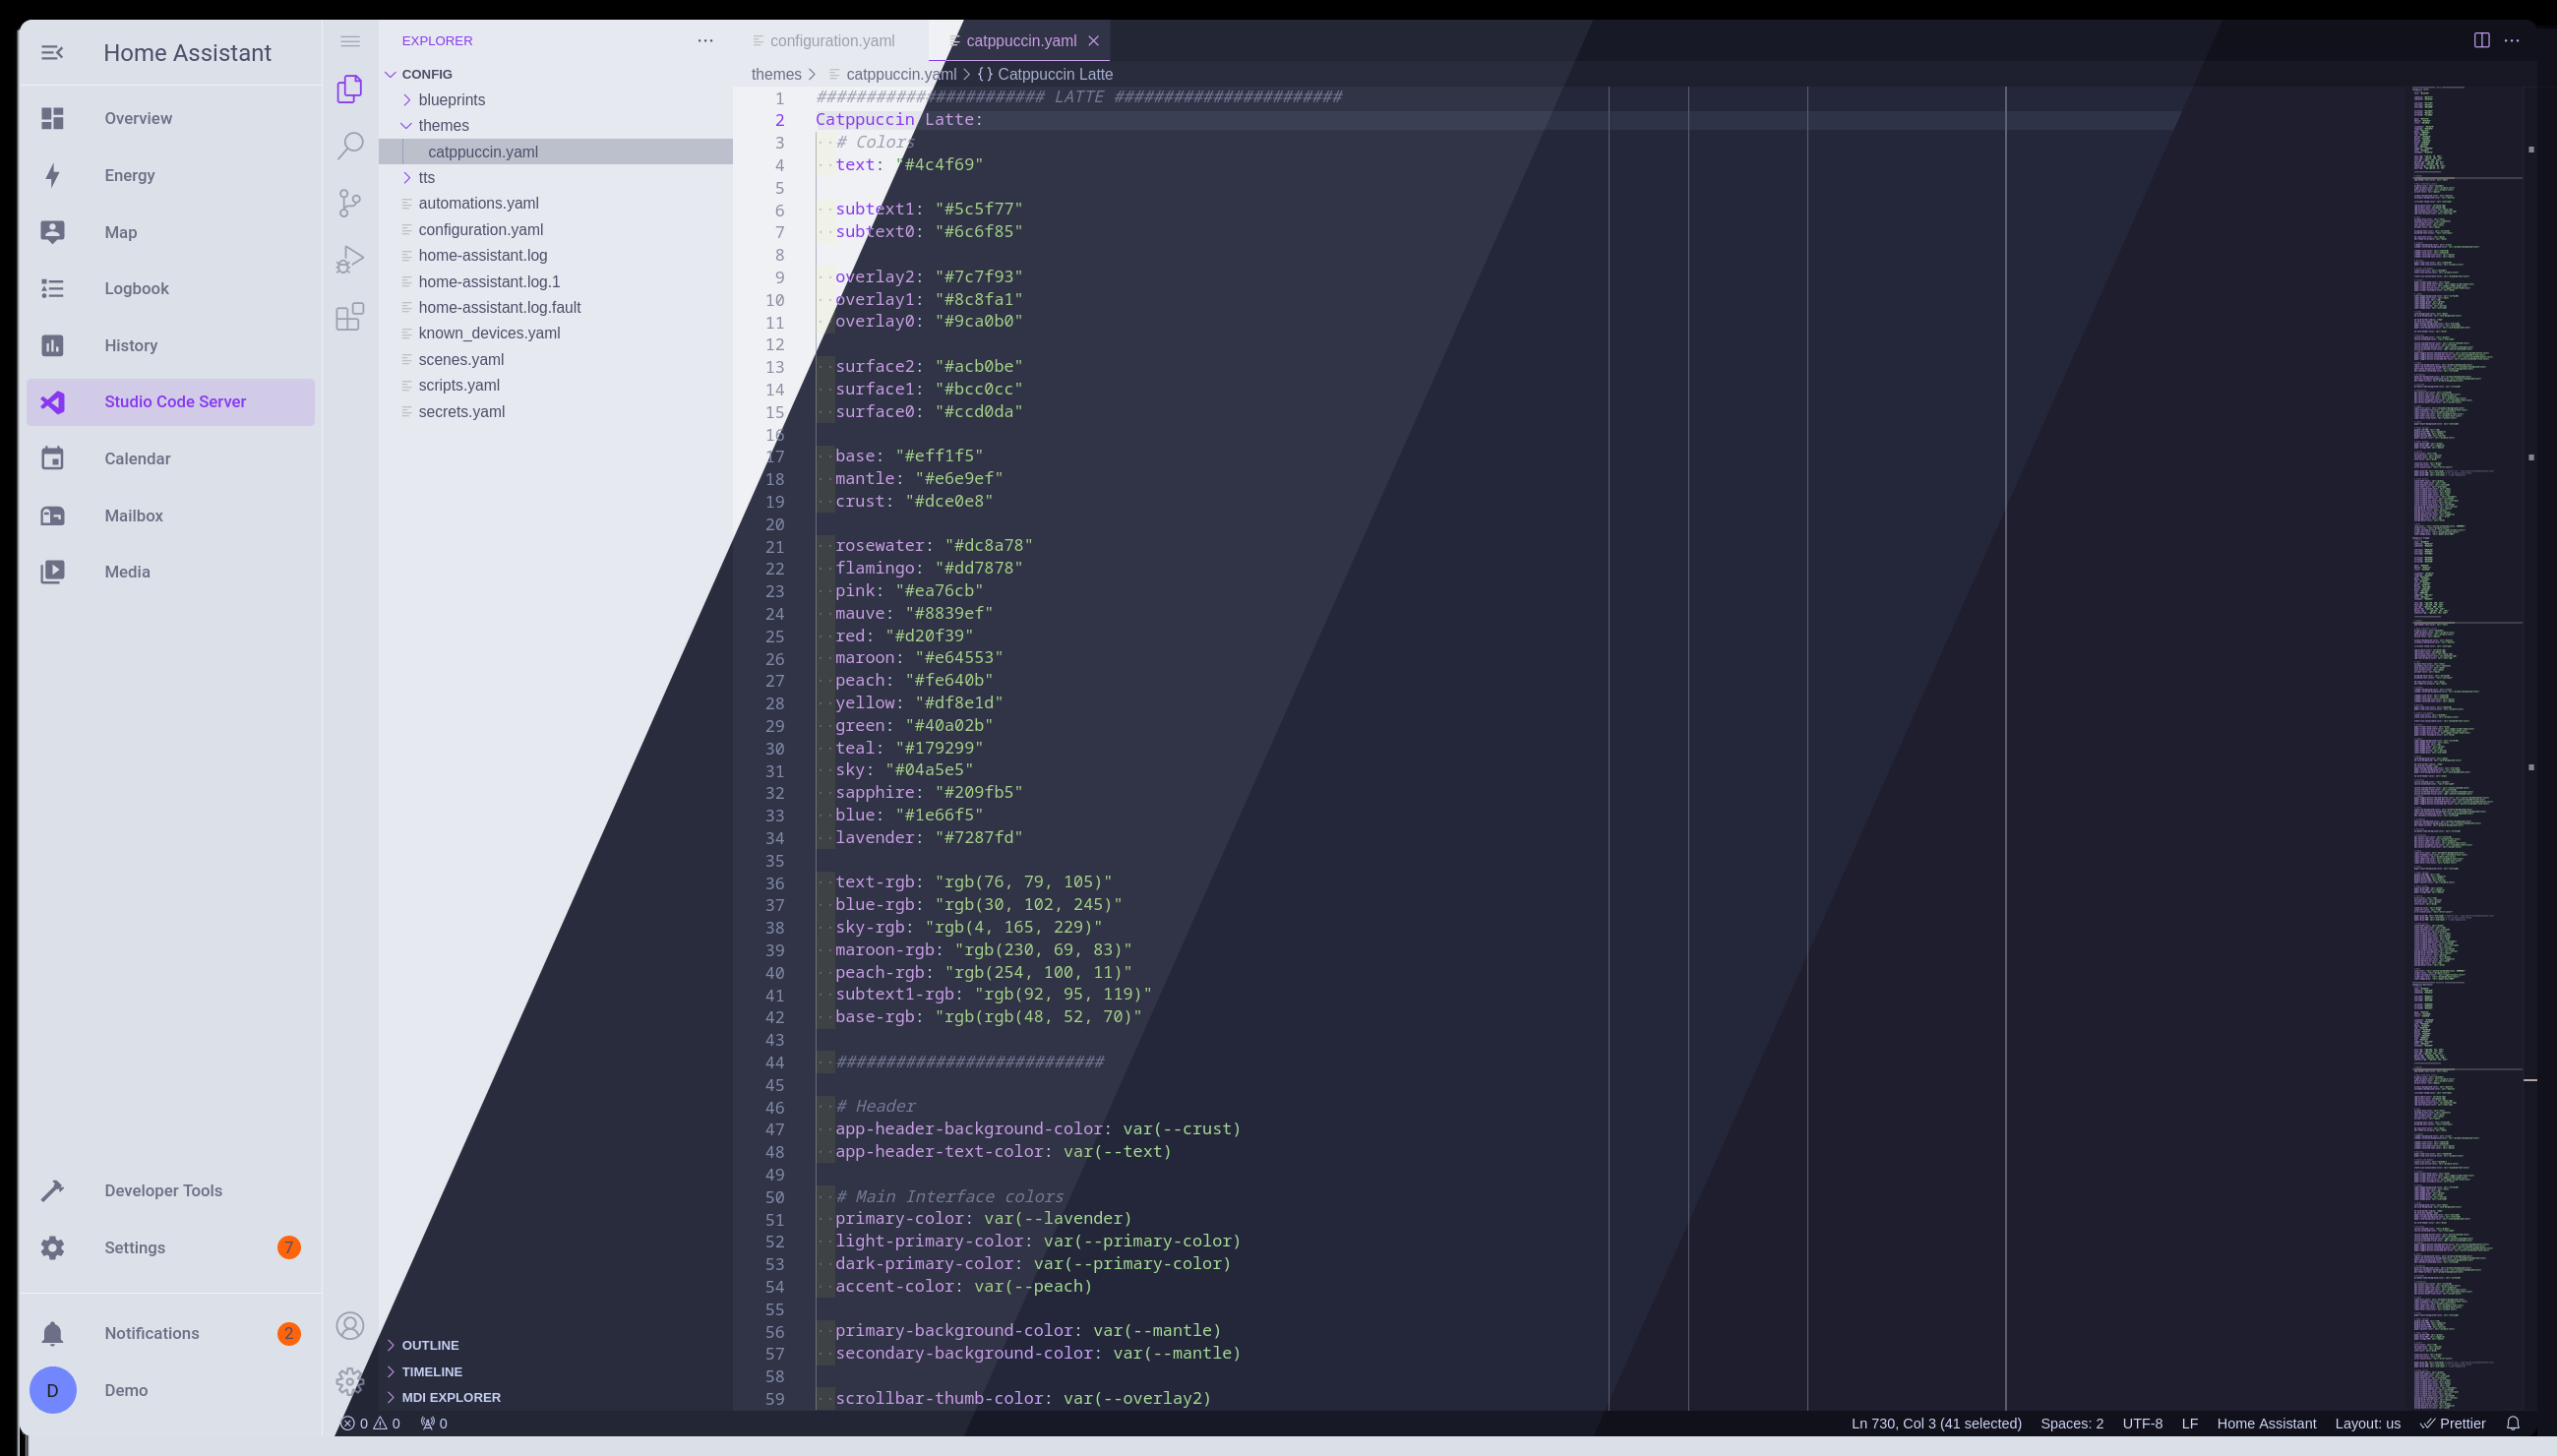 Home Assistant
Overview
Energy
Map
Logbook
History
Studio Code Server
Calendar
Mailbox
Media
Developer Tools
Settings 7
Notifications 2
D Demo
EXPLORER
CONFIG
blueprints
themes
catppuccin.yaml
tts
automations.yaml
configuration.yaml
home-assistant.log
home-assistant.log.1
home-assistant.log.fault
known_devices.yaml
scenes.yaml
scripts.yaml
secrets.yaml
OUTLINE
TIMELINE
MDI EXPLORER
configuration.yaml
catppuccin.yaml
themes > catppuccin.yaml > {} Catppuccin Latte
1 ####################### LATTE #######################
2 Catppuccin Latte:
3 # Colors
4 text: "#4c4f69"
5
6 subtext1: "#5c5f77"
7 subtext0: "#6c6f85"
8
9 overlay2: "#7c7f93"
10 overlay1: "#8c8fa1"
11 overlay0: "#9ca0b0"
12
13 surface2: "#acb0be"
14 surface1: "#bcc0cc"
15 surface0: "#ccd0da"
16
17 base: "#eff1f5"
18 mantle: "#e6e9ef"
19 crust: "#dce0e8"
20
21 rosewater: "#dc8a78"
22 flamingo: "#dd7878"
23 pink: "#ea76cb"
24 mauve: "#8839ef"
25 red: "#d20f39"
26 maroon: "#e64553"
27 peach: "#fe640b"
28 yellow: "#df8e1d"
29 green: "#40a02b"
30 teal: "#179299"
31 sky: "#04a5e5"
32 sapphire: "#209fb5"
33 blue: "#1e66f5"
34 lavender: "#7287fd"
35
36 text-rgb: "rgb(76, 79, 105)"
37 blue-rgb: "rgb(30, 102, 245)"
38 sky-rgb: "rgb(4, 165, 229)"
39 maroon-rgb: "rgb(230, 69, 83)"
40 peach-rgb: "rgb(254, 100, 11)"
41 subtext1-rgb: "rgb(92, 95, 119)"
42 base-rgb: "rgb(rgb(48, 52, 70)"
43
44 ###########################
45
46 # Header
47 app-header-background-color: var(--crust)
48 app-header-text-color: var(--text)
49
50 # Main Interface colors
51 primary-color: var(--lavender)
52 light-primary-color: var(--primary-color)
53 dark-primary-color: var(--primary-color)
54 accent-color: var(--peach)
55
56 primary-background-color: var(--mantle)
57 secondary-background-color: var(--mantle)
58
59 scrollbar-thumb-color: var(--overlay2)
0 0 0
Ln 730, Col 3 (41 selected) Spaces: 2 UTF-8 LF Home Assistant Layout: us Prettier